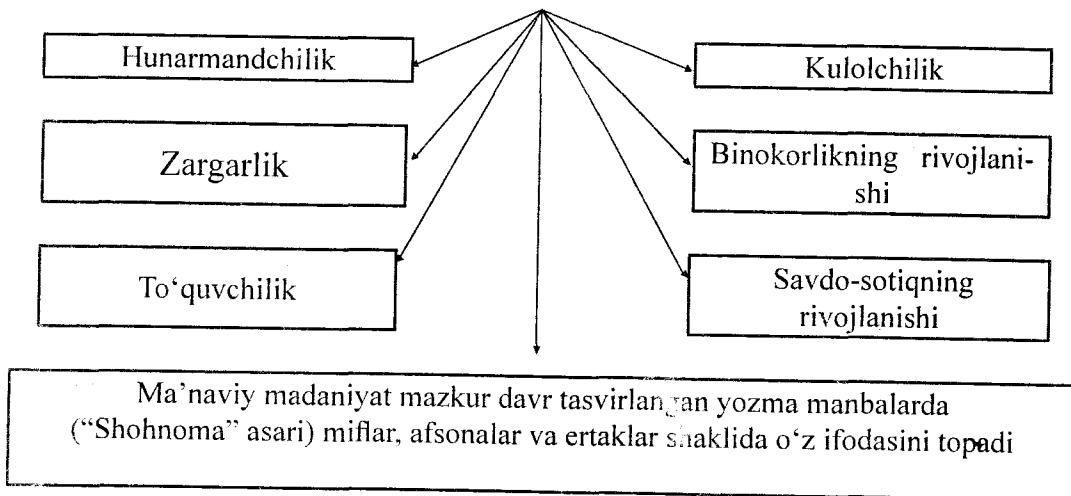 Hunarmandchilik
Kulolchilik
Zargarlik
Binokorlikning rivojlani-
shi
To‘quvchilik
Savdo-sotiqning
rivojlanishi
Ma’naviy madaniyat mazkur davr tasvirlangan yozma manbalarda
(“Shohnoma” asari) miflar, afsonalar va ertaklar shaklida o‘z ifodasini topadi